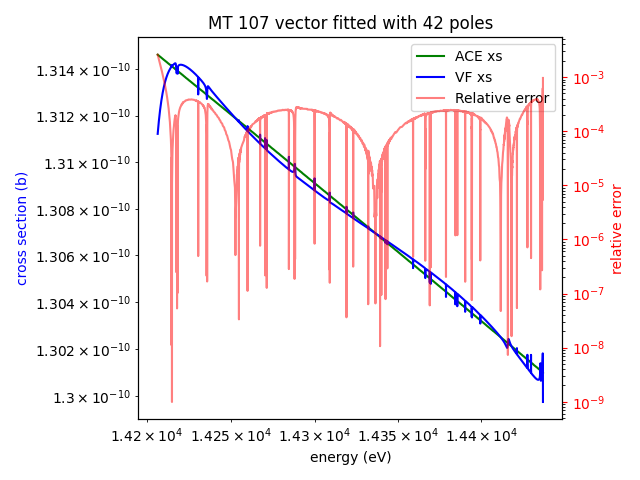 MT 107 vector fitted with 42 poles
ACE xs
VF xs
Relative error
1.314 × 10⁻¹⁰
1.312 × 10⁻¹⁰
1.31 × 10⁻¹⁰
1.308 × 10⁻¹⁰
1.306 × 10⁻¹⁰
1.304 × 10⁻¹⁰
1.302 × 10⁻¹⁰
1.3 × 10⁻¹⁰
cross section (b)
10⁻³
10⁻⁴
10⁻⁵
10⁻⁶
10⁻⁷
10⁻⁸
10⁻⁹
relative error
1.42 × 10⁴ 1.425 × 10⁴ 1.43 × 10⁴ 1.435 × 10⁴ 1.44 × 10⁴
energy (eV)